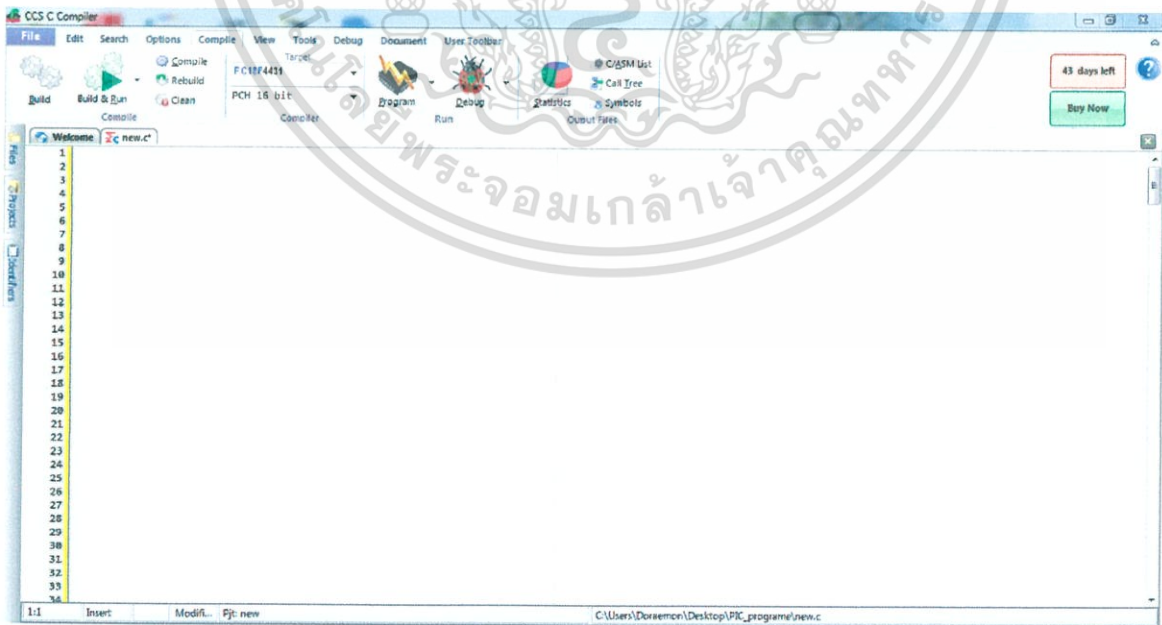 CCS C Compiler
File Edit Search Options Compile View Tools Debug Document User Toolbar
Build
Build & Run
Compile
Rebuild
Clean
Compile
Target
PCH 16 bit
Compiler
Program
Debug
Run
Statistics
C/ASM List
Call Tree
Symbols
Output Files
43 days left
Buy Now
Welcome new.c*
Files
Projects
Identifiers
1
2
3
4
5
6
7
8
9
10
11
12
13
14
15
16
17
18
19
20
21
22
23
24
25
26
27
28
29
30
31
32
33
34
1:1 Insert Modifi... Pjt: new C:\Users\Doraemon\Desktop\PIC_programe\new.c